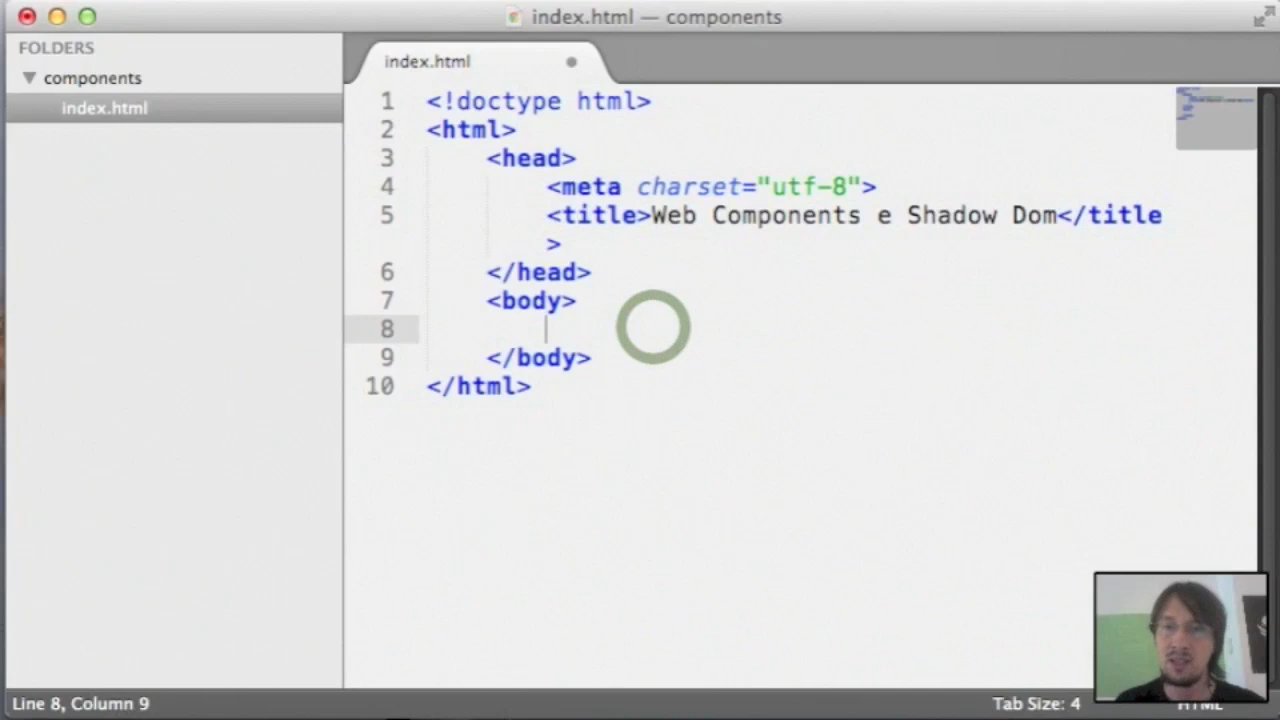 index.html — components
FOLDERS
components
index.html
index.html
1 <!doctype html>
2 <html>
3 <head>
4 <meta charset="utf-8">
5 <title>Web Components e Shadow Dom</title
>
6 </head>
7 <body>
8
9 </body>
10 </html>
Line 8, Column 9
Tab Size: 4
HTML